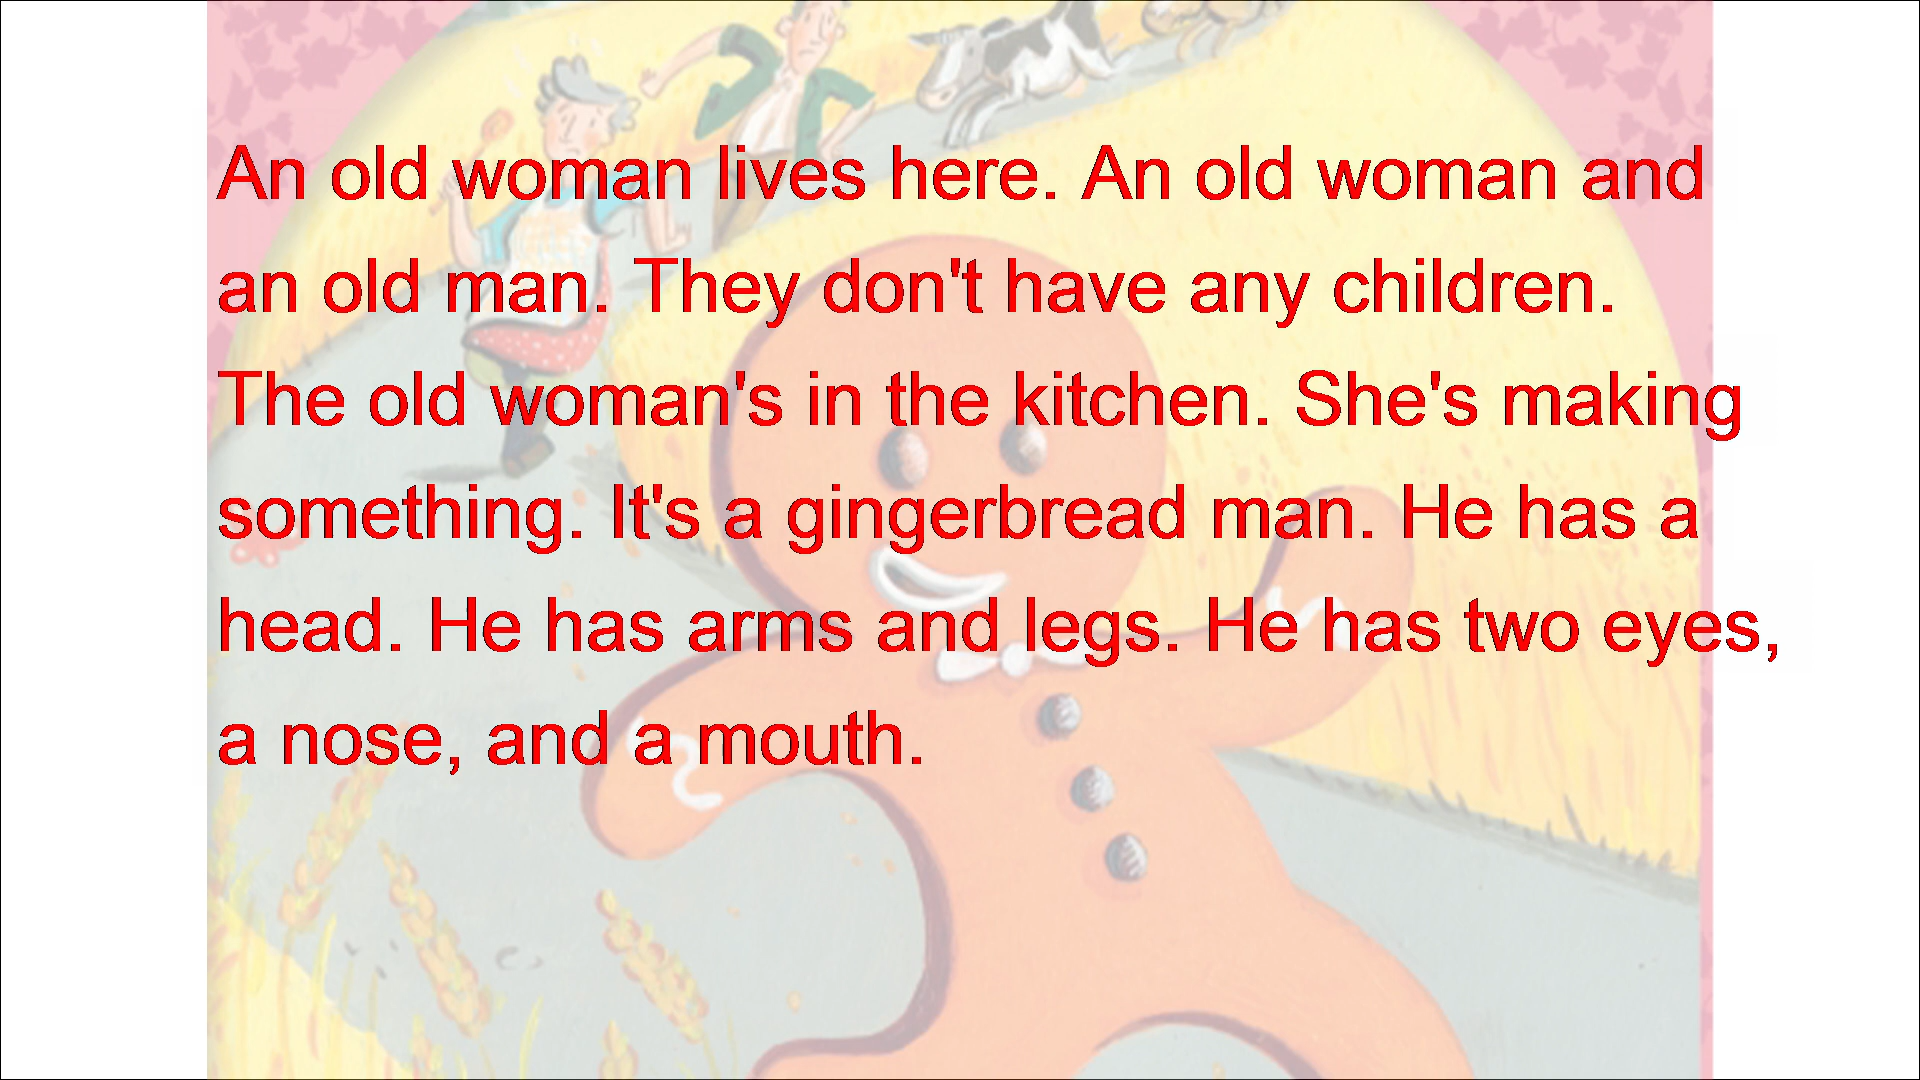 An old woman lives here. An old woman and
an old man. They don't have any children.
The old woman's in the kitchen. She's making
something. It's a gingerbread man. He has a
head. He has arms and legs. He has two eyes,
a nose, and a mouth.